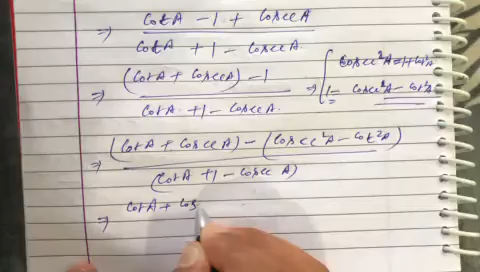 ⇒ cotA - 1 + cosecA
cotA + 1 - cosecA.
⇒ (cotA + cosecA) - 1 ⇒ cosec²A = 1 + cot²A
cotA + 1 - cosecA. 1 = cosec²A - cot²A
⇒ (cotA + cosecA) - (cosec²A - cot²A)
(cotA + 1 - cosecA)
⇒ cotA + cos